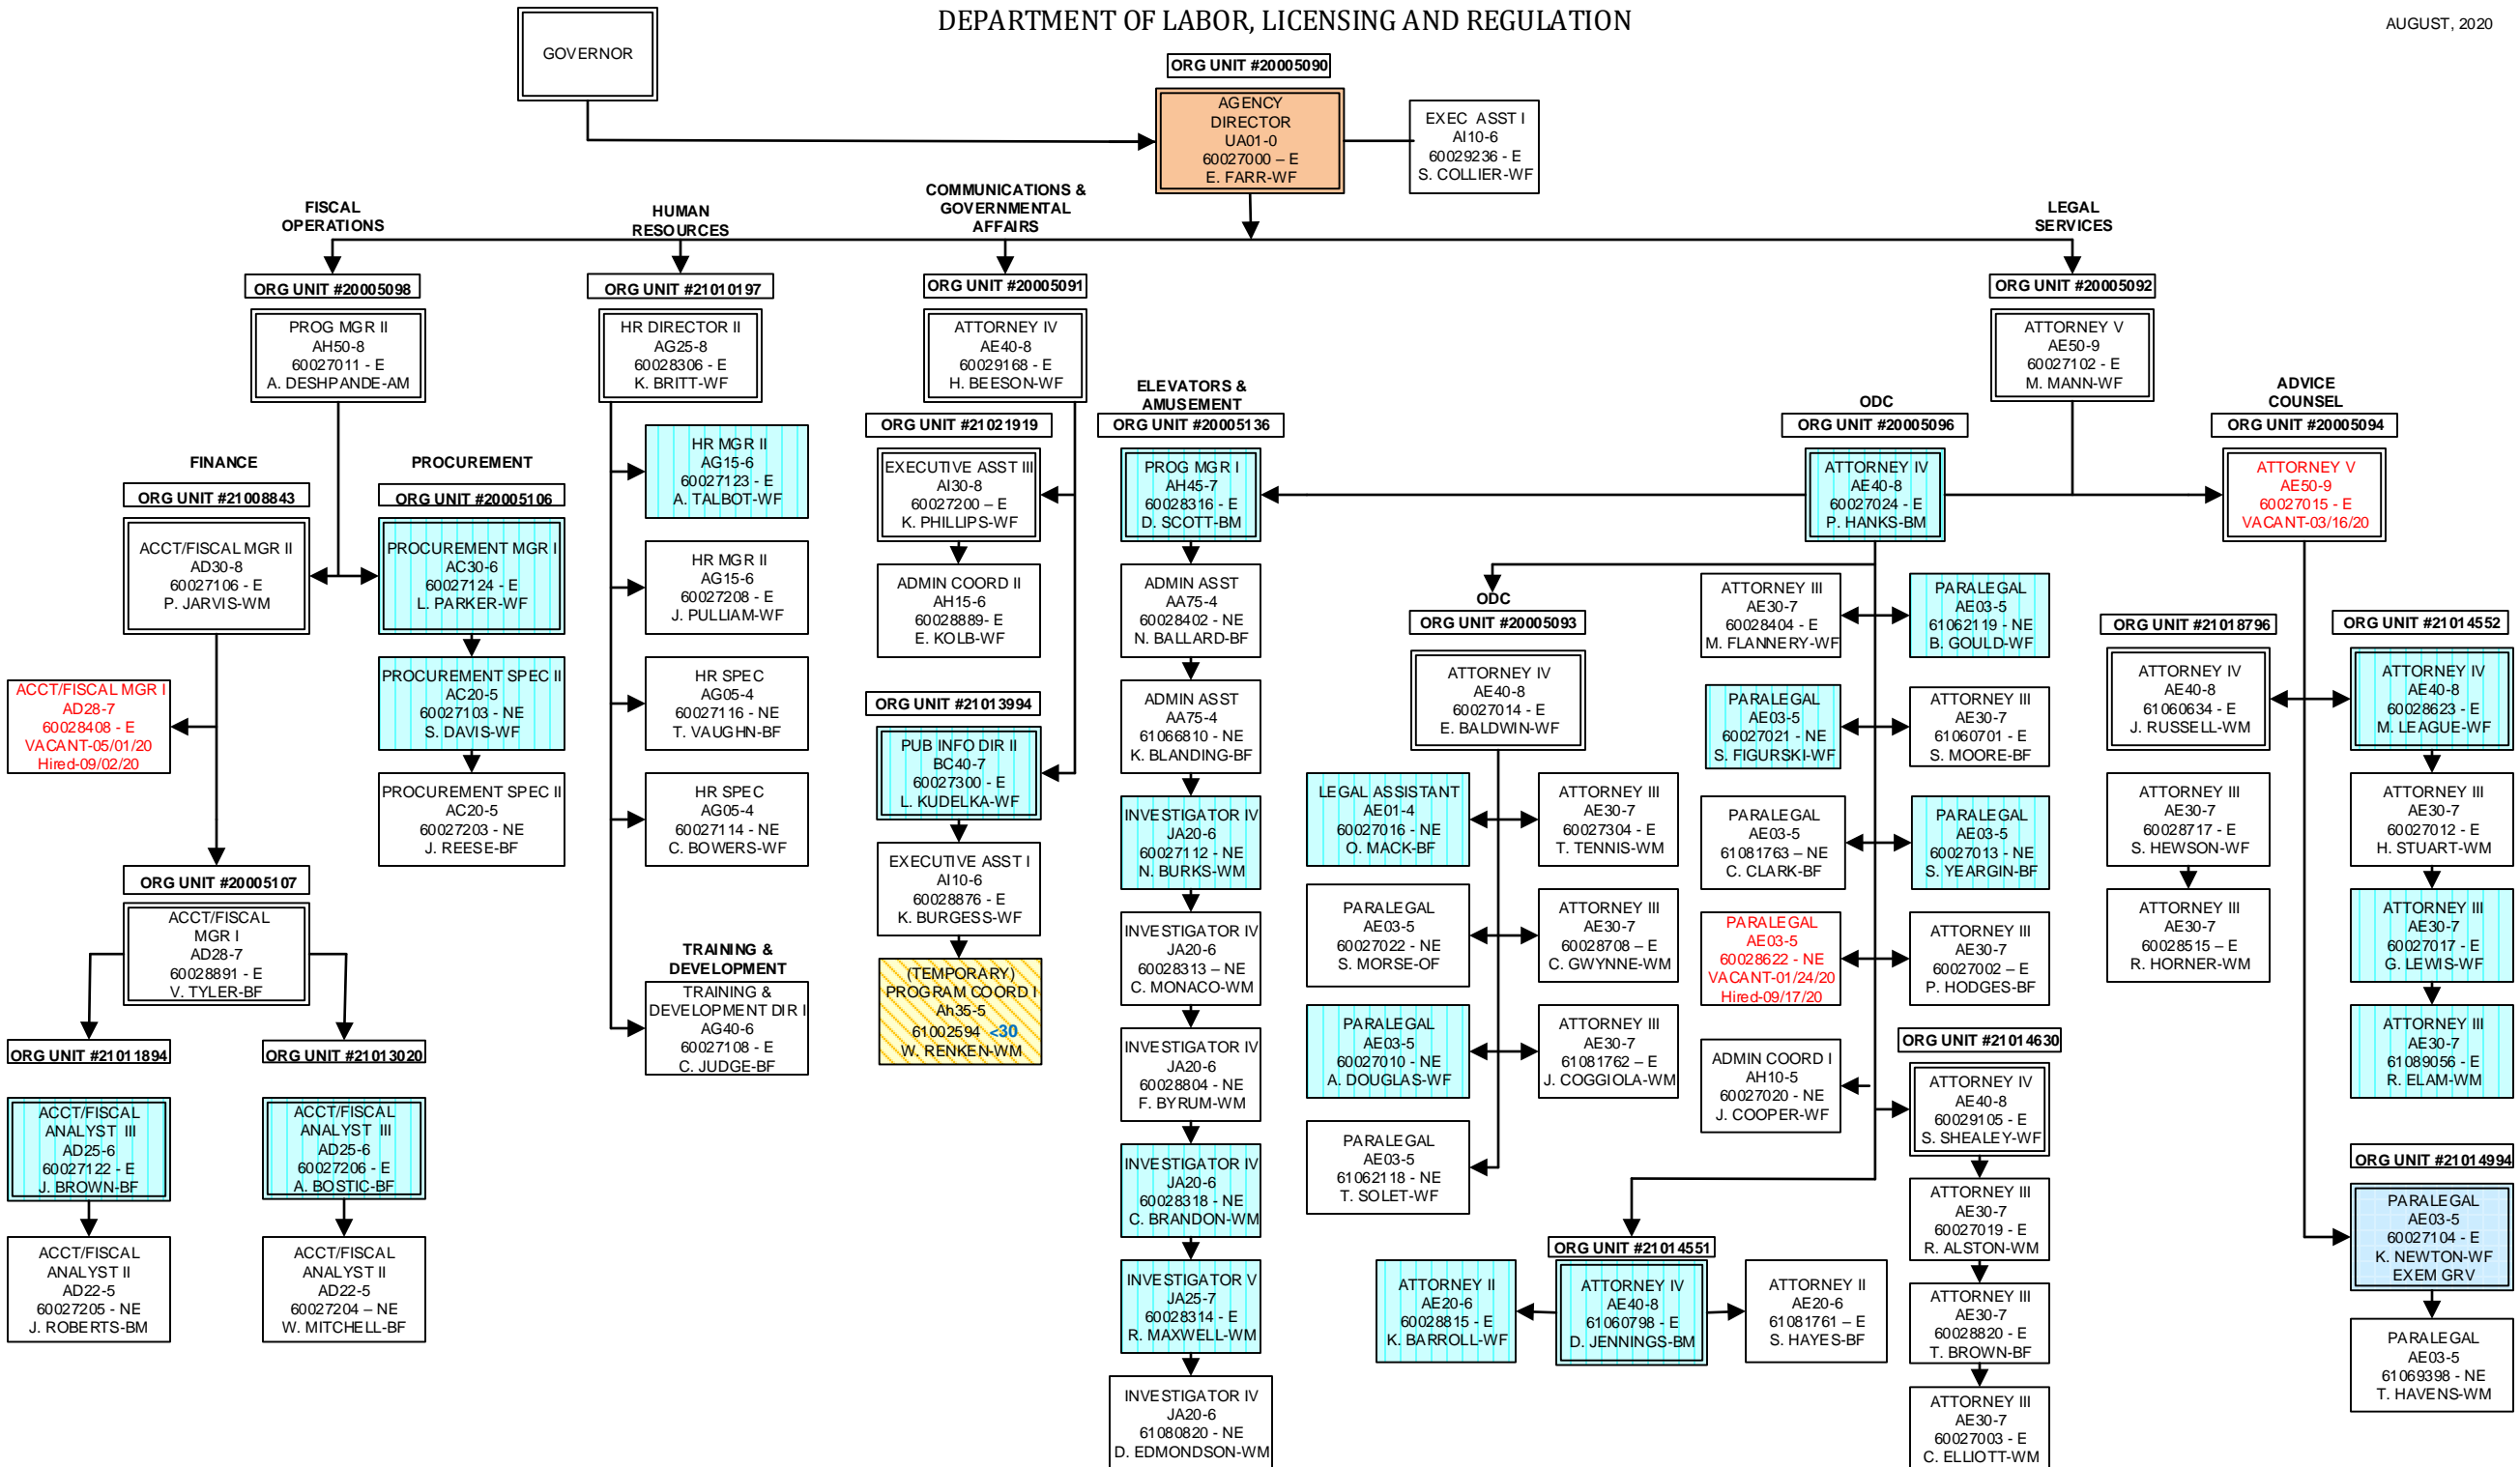 DEPARTMENT OF LABOR, LICENSING AND REGULATION
AUGUST, 2020
GOVERNOR
ORG UNIT #20005090
AGENCY
DIRECTOR
UA01-0
60027000 – E
E. FARR-WF
EXEC ASST I
AI10-6
60029236 - E
S. COLLIER-WF
FISCAL
OPERATIONS
HUMAN
RESOURCES
COMMUNICATIONS &
GOVERNMENTAL
AFFAIRS
LEGAL
SERVICES
ORG UNIT #20005098
PROG MGR II
AH50-8
60027011 - E
A. DESHPANDE-AM
ORG UNIT #21010197
HR DIRECTOR II
AG25-8
60028306 - E
K. BRITT-WF
ORG UNIT #20005091
ATTORNEY IV
AE40-8
60029168 - E
H. BEESON-WF
ORG UNIT #20005092
ATTORNEY V
AE50-9
60027102 - E
M. MANN-WF
FINANCE
ORG UNIT #21008843
ACCT/FISCAL MGR II
AD30-8
60027106 - E
P. JARVIS-WM
PROCUREMENT
ORG UNIT #20005106
PROCUREMENT MGR I
AC30-6
60027124 - E
L. PARKER-WF
PROCUREMENT SPEC II
AC20-5
60027103 - NE
S. DAVIS-WF
PROCUREMENT SPEC II
AC20-5
60027203 - NE
J. REESE-BF
ACCT/FISCAL MGR I
AD28-7
60028408 - E
VACANT-05/01/20
Hired-09/02/20
ORG UNIT #20005107
ACCT/FISCAL
MGR I
AD28-7
60028891 - E
V. TYLER-BF
ORG UNIT #21011894
ACCT/FISCAL
ANALYST III
AD25-6
60027122 - E
J. BROWN-BF
ACCT/FISCAL
ANALYST II
AD22-5
60027205 - NE
J. ROBERTS-BM
ORG UNIT #21013020
ACCT/FISCAL
ANALYST III
AD25-6
60027206 - E
A. BOSTIC-BF
ACCT/FISCAL
ANALYST II
AD22-5
60027204 – NE
W. MITCHELL-BF
HR MGR II
AG15-6
60027123 - E
A. TALBOT-WF
HR MGR II
AG15-6
60027208 - E
J. PULLIAM-WF
HR SPEC
AG05-4
60027116 - NE
T. VAUGHN-BF
HR SPEC
AG05-4
60027114 - NE
C. BOWERS-WF
TRAINING &
DEVELOPMENT
TRAINING &
DEVELOPMENT DIR I
AG40-6
60027108 - E
C. JUDGE-BF
ORG UNIT #21021919
EXECUTIVE ASST III
AI30-8
60027200 – E
K. PHILLIPS-WF
ADMIN COORD II
AH15-6
60028889- E
E. KOLB-WF
ORG UNIT #21013994
PUB INFO DIR II
BC40-7
60027300 - E
L. KUDELKA-WF
EXECUTIVE ASST I
AI10-6
60028876 - E
K. BURGESS-WF
(TEMPORARY)
PROGRAM COORD I
Ah35-5
61002594 <30
W. RENKEN-WM
ELEVATORS &
AMUSEMENT
ORG UNIT #20005136
PROG MGR I
AH45-7
60028316 - E
D. SCOTT-BM
ADMIN ASST
AA75-4
60028402 - NE
N. BALLARD-BF
ADMIN ASST
AA75-4
61066810 - NE
K. BLANDING-BF
INVESTIGATOR IV
JA20-6
60027112 - NE
N. BURKS-WM
INVESTIGATOR IV
JA20-6
60028313 – NE
C. MONACO-WM
INVESTIGATOR IV
JA20-6
60028804 - NE
F. BYRUM-WM
INVESTIGATOR IV
JA20-6
60028318 - NE
C. BRANDON-WM
INVESTIGATOR V
JA25-7
60028314 – E
R. MAXWELL-WM
INVESTIGATOR IV
JA20-6
61080820 - NE
D. EDMONDSON-WM
ODC
ORG UNIT #20005096
ATTORNEY IV
AE40-8
60027024 - E
P. HANKS-BM
ODC
ORG UNIT #20005093
ATTORNEY IV
AE40-8
60027014 - E
E. BALDWIN-WF
LEGAL ASSISTANT
AE01-4
60027016 - NE
O. MACK-BF
ATTORNEY III
AE30-7
60027304 - E
T. TENNIS-WM
PARALEGAL
AE03-5
60027022 - NE
S. MORSE-OF
ATTORNEY III
AE30-7
60028708 – E
C. GWYNNE-WM
PARALEGAL
AE03-5
60027010 - NE
A. DOUGLAS-WF
ATTORNEY III
AE30-7
61081762 – E
J. COGGIOLA-WM
PARALEGAL
AE03-5
61062118 - NE
T. SOLET-WF
ATTORNEY III
AE30-7
60028404 - E
M. FLANNERY-WF
PARALEGAL
AE03-5
61062119 - NE
B. GOULD-WF
PARALEGAL
AE03-5
60027021 - NE
S. FIGURSKI-WF
ATTORNEY III
AE30-7
61060701 - E
S. MOORE-BF
PARALEGAL
AE03-5
61081763 – NE
C. CLARK-BF
PARALEGAL
AE03-5
60027013 - NE
S. YEARGIN-BF
PARALEGAL
AE03-5
60028622 - NE
VACANT-01/24/20
Hired-09/17/20
ATTORNEY III
AE30-7
60027002 – E
P. HODGES-BF
ADMIN COORD I
AH10-5
60027020 - NE
J. COOPER-WF
ORG UNIT #21014630
ATTORNEY IV
AE40-8
60029105 - E
S. SHEALEY-WF
ATTORNEY III
AE30-7
60027019 - E
R. ALSTON-WM
ATTORNEY III
AE30-7
60028820 - E
T. BROWN-BF
ATTORNEY III
AE30-7
60027003 - E
C. ELLIOTT-WM
ORG UNIT #21014551
ATTORNEY II
AE20-6
60028815 - E
K. BARROLL-WF
ATTORNEY IV
AE40-8
61060798 - E
D. JENNINGS-BM
ATTORNEY II
AE20-6
61081761 – E
S. HAYES-BF
ADVICE
COUNSEL
ORG UNIT #20005094
ATTORNEY V
AE50-9
60027015 - E
VACANT-03/16/20
ORG UNIT #21018796
ATTORNEY IV
AE40-8
61060634 - E
J. RUSSELL-WM
ATTORNEY III
AE30-7
60028717 – E
S. HEWSON-WF
ATTORNEY III
AE30-7
60028515 – E
R. HORNER-WM
ORG UNIT #21014552
ATTORNEY IV
AE40-8
60028623 - E
M. LEAGUE-WF
ATTORNEY III
AE30-7
60027012 - E
H. STUART-WM
ATTORNEY III
AE30-7
60027017 - E
G. LEWIS-WF
ATTORNEY III
AE30-7
61089056 - E
R. ELAM-WM
ORG UNIT #21014994
PARALEGAL
AE03-5
60027104 – E
K. NEWTON-WF
EXEM GRV
PARALEGAL
AE03-5
61069398 - NE
T. HAVENS-WM